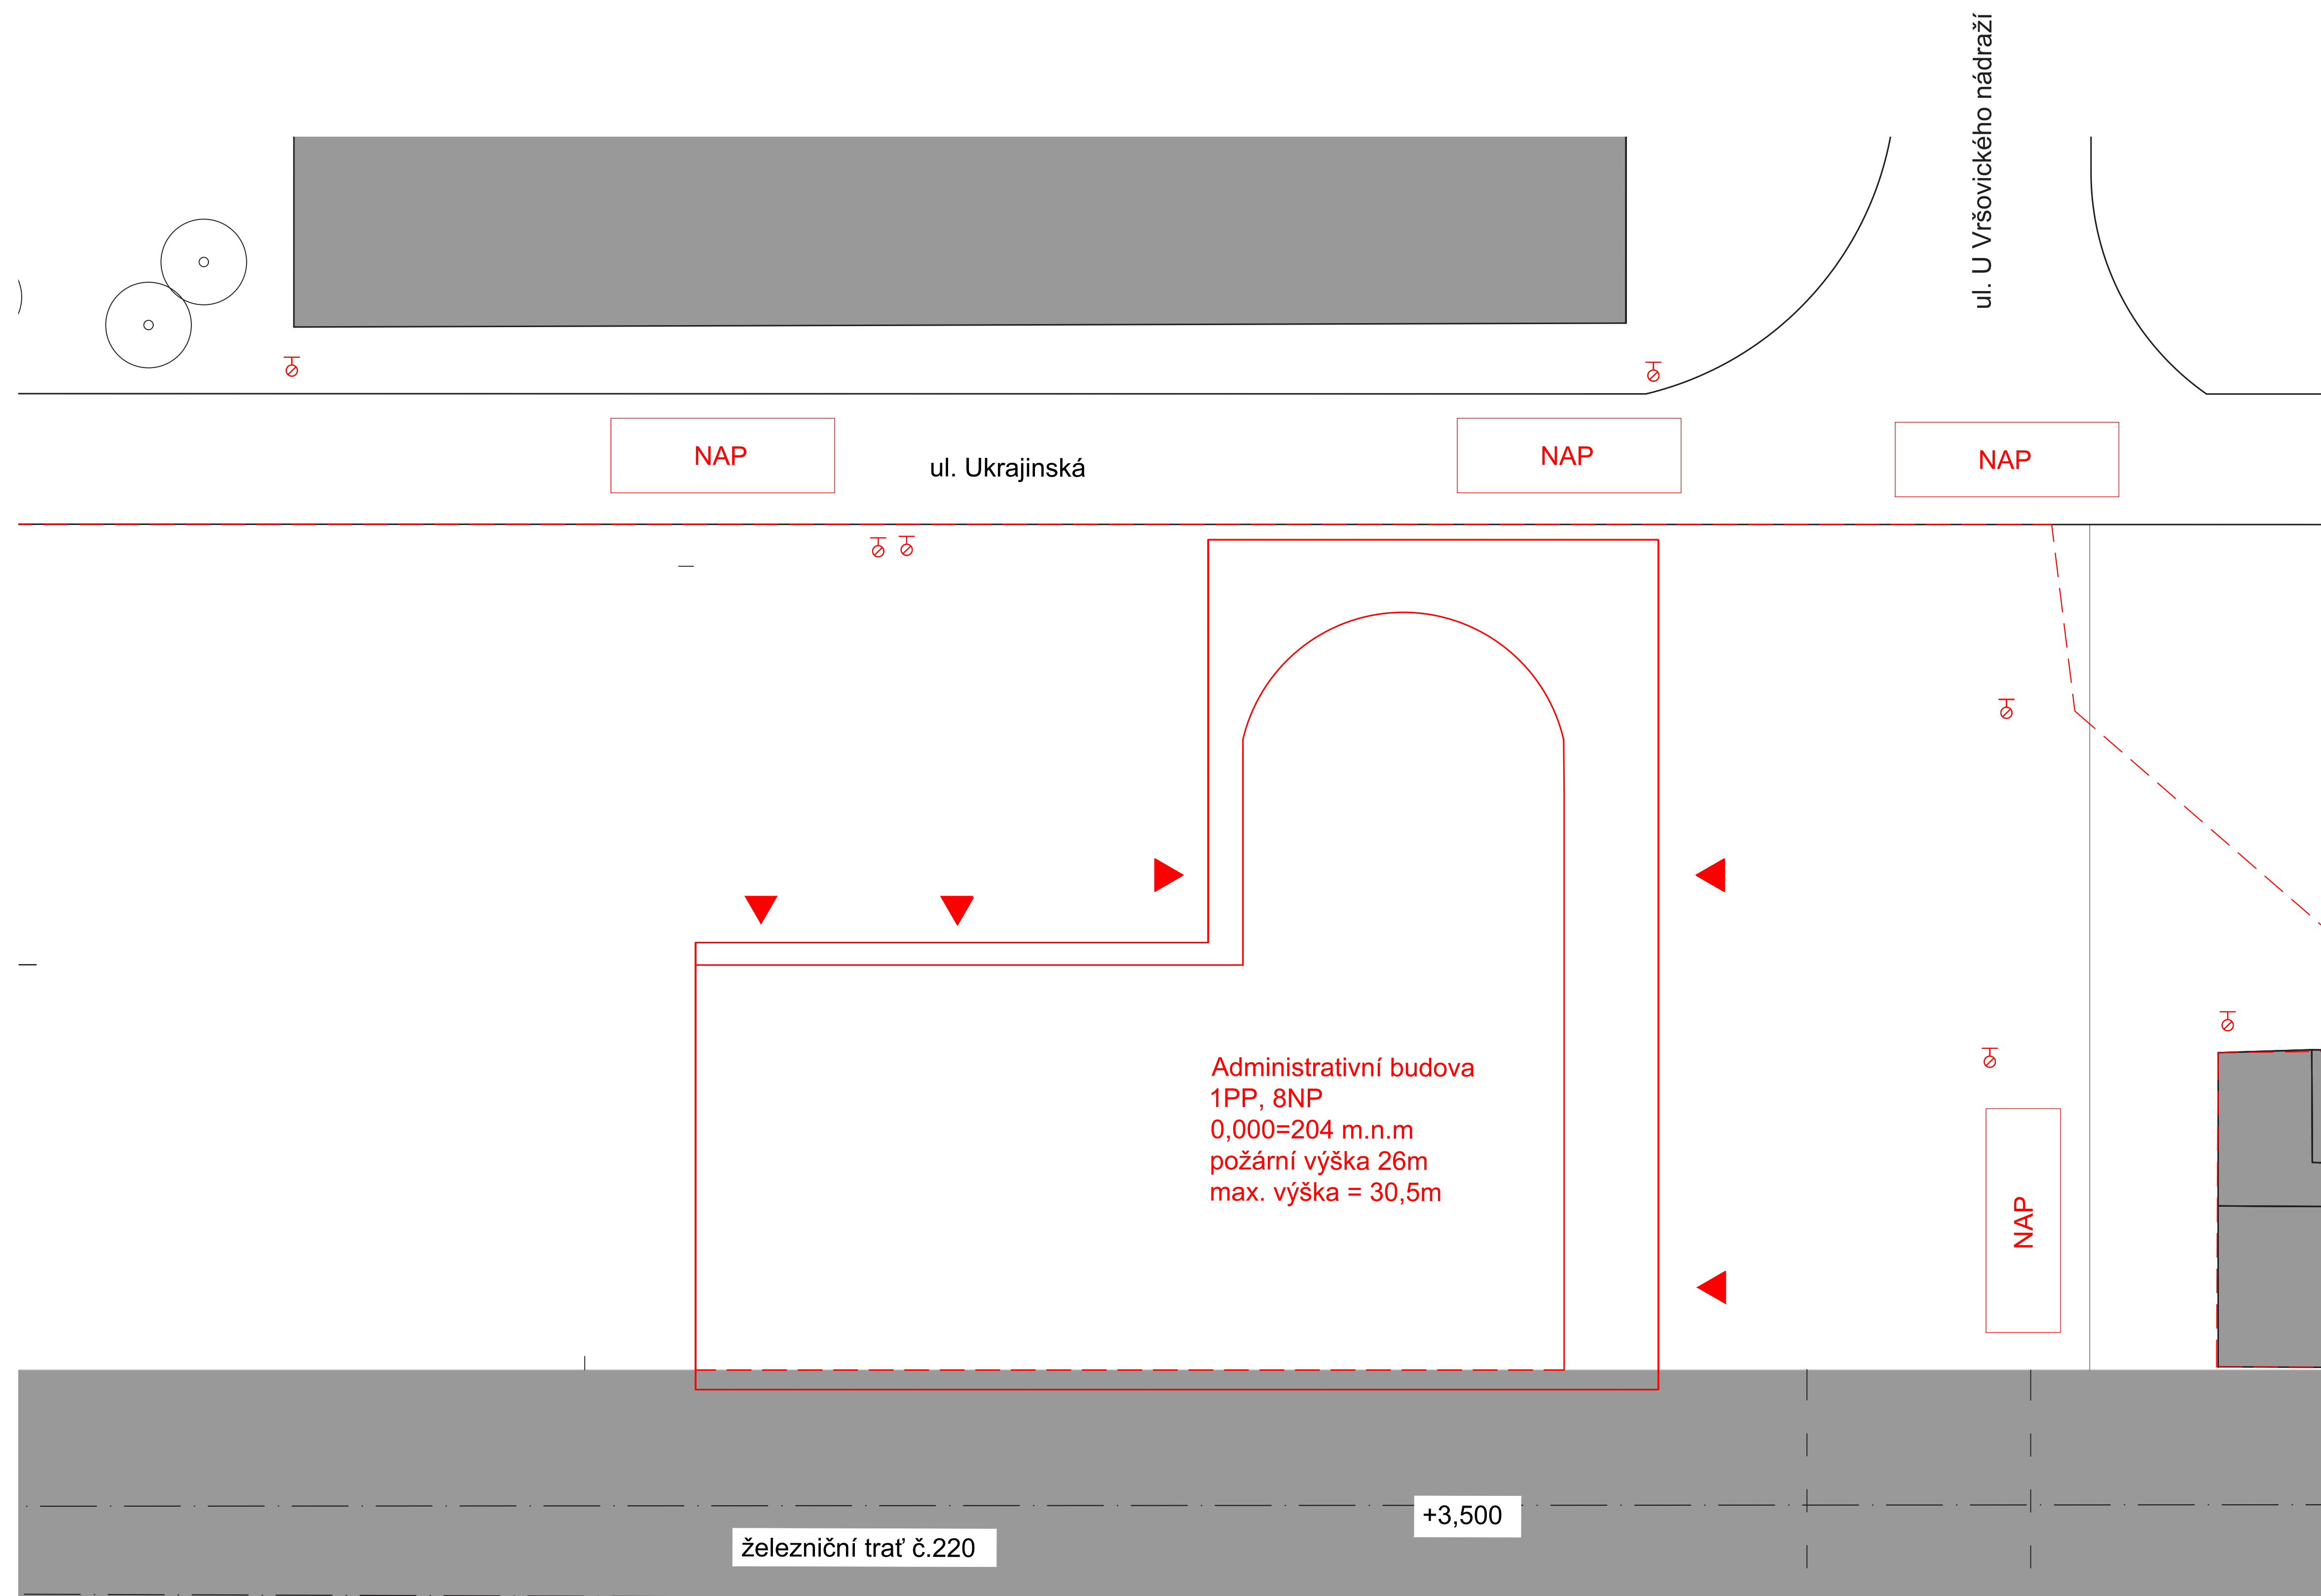 ul. U Vršovického nádraží
NAP
ul. Ukrajinská
NAP
NAP
Administrativní budova
1PP, 8NP
0,000=204 m.n.m
požární výška 26m
max. výška = 30,5m
NAP
+3,500
železniční trať č.220